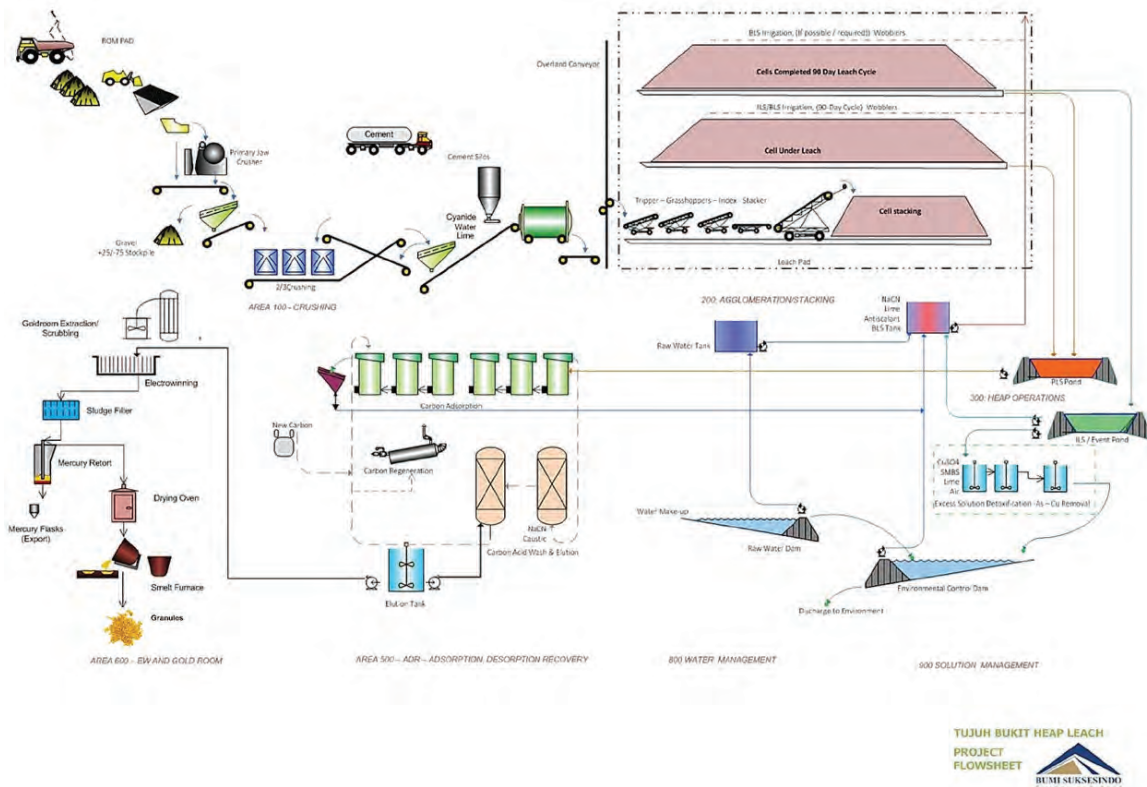 ROM PAD
Primary Jaw
Crusher
Gravel
+25/-75 Stockpile
2/3Crushing
AREA 100 – CRUSHING
Cement
Cement Silos
Cyanide
Water
Lime
Overland Conveyor
BLS Irrigation, (If possible / required)) Wobblers
Cells Completed 90 Day Leach Cycle
ILS/BLS Irrigation, (90-Day Cycle) Wobblers
Cell Under Leach
Tripper – Grasshoppers – Index - Stacker
Cell stacking
Leach Pad
200: AGGLOMERATION/STACKING
Goldroom Extraction/
Scrubbing
Electrowinning
Sludge Filler
Mercury Retort
Mercury Flasks
(Export)
Drying Oven
Smelt Furnace
Granules
AREA 600 – EW AND GOLD ROOM
Carbon Adsorption
New Carbon
Carbon Regeneration
NaCN
Caustic
Carbon Acid Wash & Elution
Elution Tank
AREA 500 – ADR – ADSORPTION. DESORPTION RECOVERY
Raw Water Tank
NaCN
Lime
Antiscalant
BLS Tank
PLS Pond
300: HEAP OPERATIONS
ILS / Event Pond
CuSO4
SMBS
Lime
Air
(Excess Solution Detoxification -As – Cu Removal
Water Make-up
Raw Water Dam
Environmental Control Dam
Discharge to Environment
800 WATER MANAGEMENT
900 SOLUTION MANAGEMENT
TUJUH BUKIT HEAP LEACH
PROJECT
FLOWSHEET
BUMI SUKSESINDO